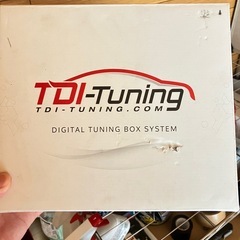 TDI-Tuning
TDI-TUNING.COM
DIGITAL TUNING BOX SYSTEM